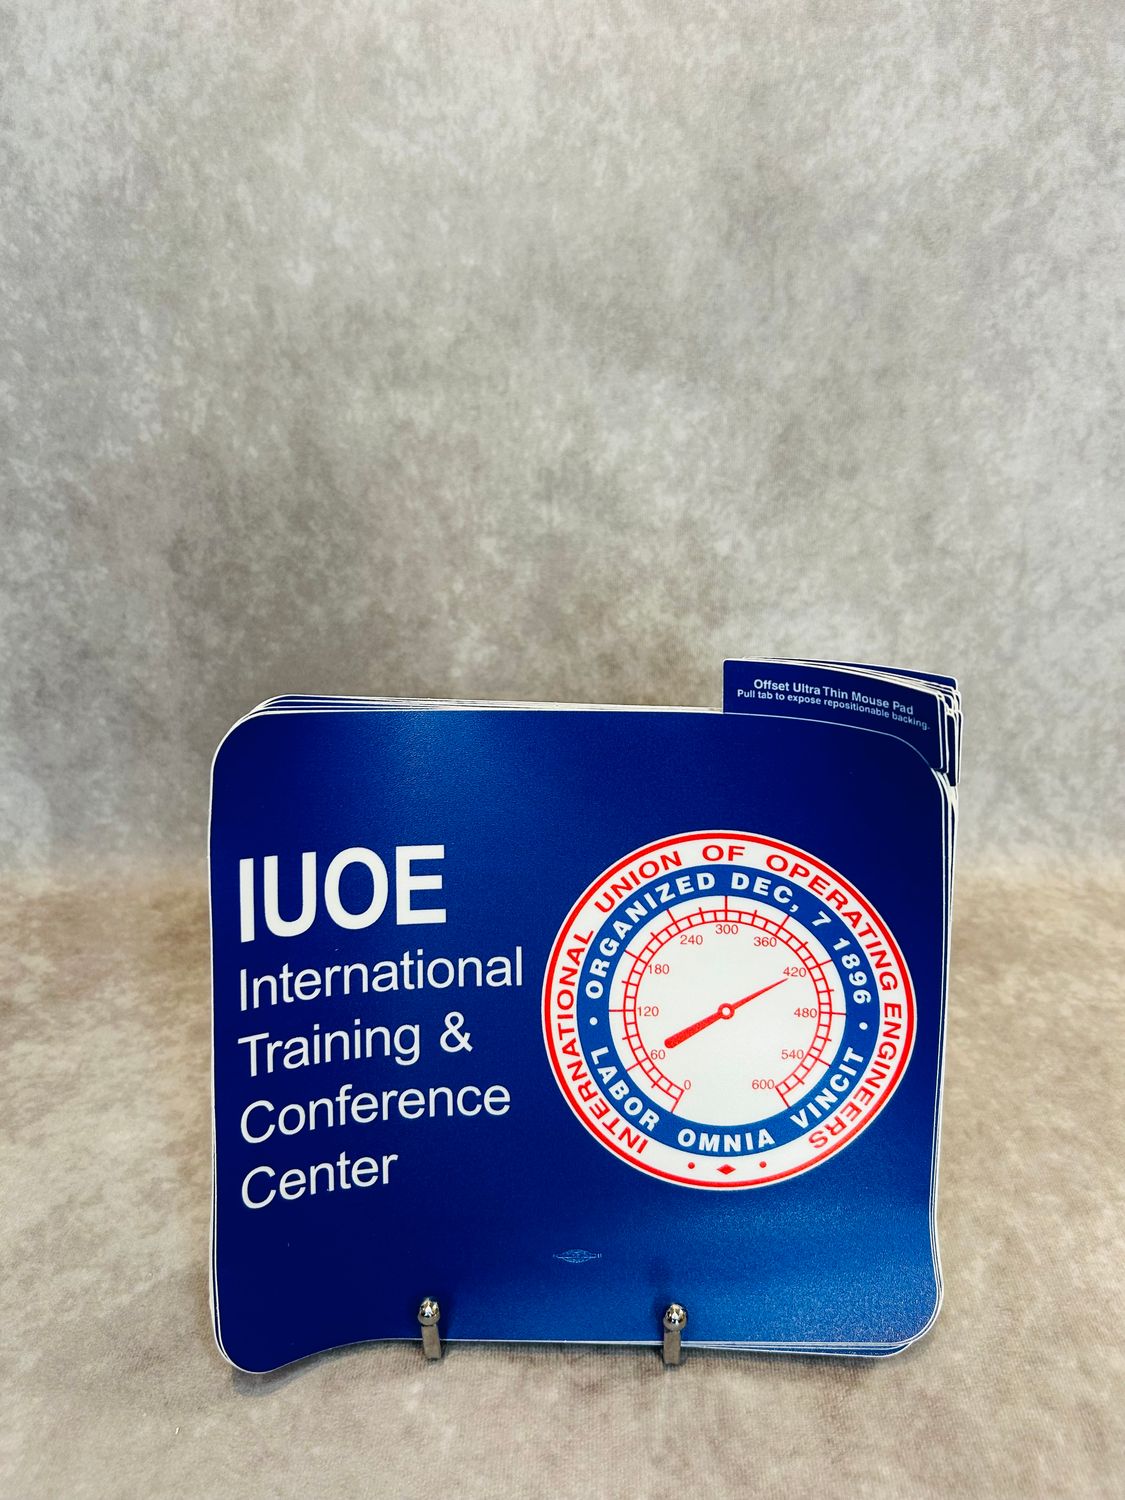 Offset Ultra Thin Mouse Pad
Pull tab to expose repositionable backing.
IUOE
International
Training &
Conference
Center
INTERNATIONAL UNION OF OPERATING ENGINEERS
ORGANIZED DEC, 7 1896
LABOR OMNIA VINCIT
0
60
120
180
240
300
360
420
480
540
600